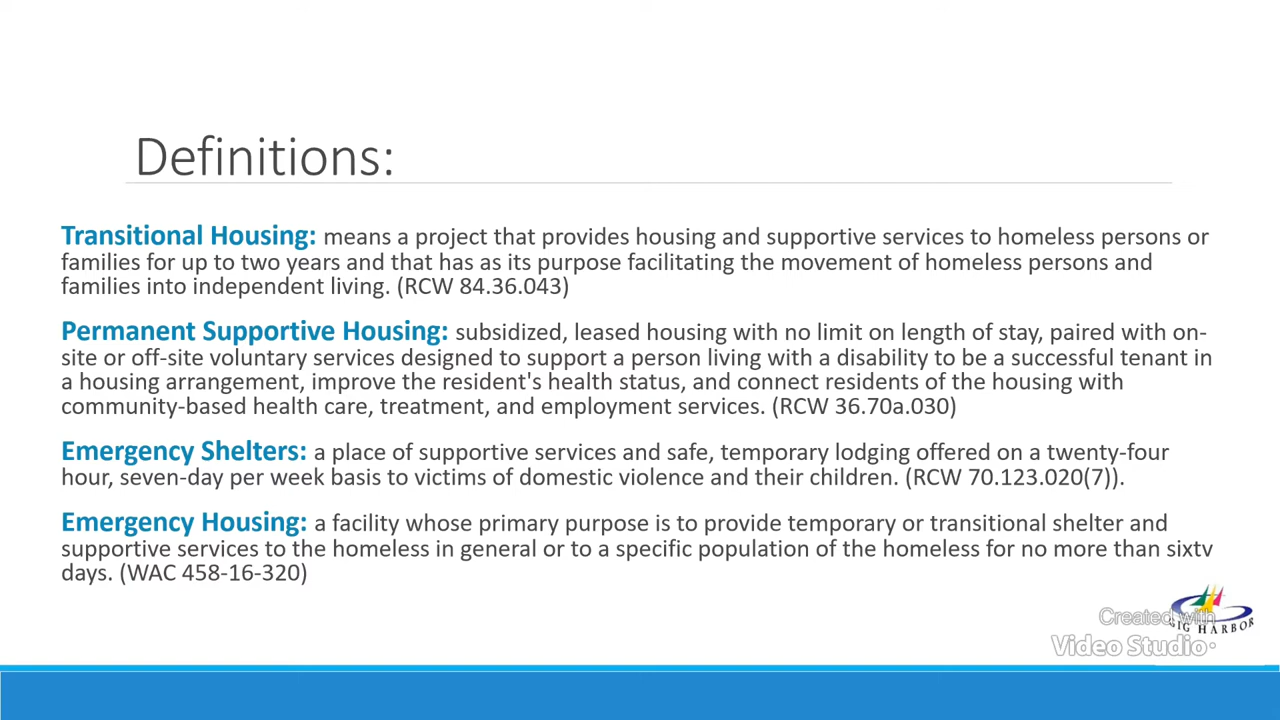 Definitions:
Transitional Housing: means a project that provides housing and supportive services to homeless persons or
families for up to two years and that has as its purpose facilitating the movement of homeless persons and
families into independent living. (RCW 84.36.043)
Permanent Supportive Housing: subsidized, leased housing with no limit on length of stay, paired with on-
site or off-site voluntary services designed to support a person living with a disability to be a successful tenant in
a housing arrangement, improve the resident's health status, and connect residents of the housing with
community-based health care, treatment, and employment services. (RCW 36.70a.030)
Emergency Shelters: a place of supportive services and safe, temporary lodging offered on a twenty-four
hour, seven-day per week basis to victims of domestic violence and their children. (RCW 70.123.020(7)).
Emergency Housing: a facility whose primary purpose is to provide temporary or transitional shelter and
supportive services to the homeless in general or to a specific population of the homeless for no more than sixty
days. (WAC 458-16-320)
Created with
GIG HARBOR
Video Studio